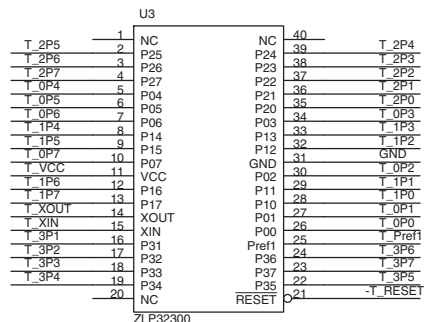 U3
1 NC NC 40
T_2P5 2 P25 P24 39 T_2P4
T_2P6 3 P26 P23 38 T_2P3
T_2P7 4 P27 P22 37 T_2P2
T_0P4 5 P04 P21 36 T_2P1
T_0P5 6 P05 P20 35 T_2P0
T_0P6 7 P06 P03 34 T_0P3
T_1P4 8 P14 P13 33 T_1P3
T_1P5 9 P15 P12 32 T_1P2
T_0P7 10 P07 GND 31 GND
T_VCC 11 VCC P02 30 T_0P2
T_1P6 12 P16 P11 29 T_1P1
T_1P7 13 P17 P10 28 T_1P0
T_XOUT 14 XOUT P01 27 T_0P1
T_XIN 15 XIN P00 26 T_0P0
T_3P1 16 P31 Pref1 25 T_Pref1
T_3P2 17 P32 P36 24 T_3P6
T_3P3 18 P33 P37 23 T_3P7
T_3P4 19 P34 P35 22 T_3P5
20 NC RESET 21 -T_RESET
ZLP32300